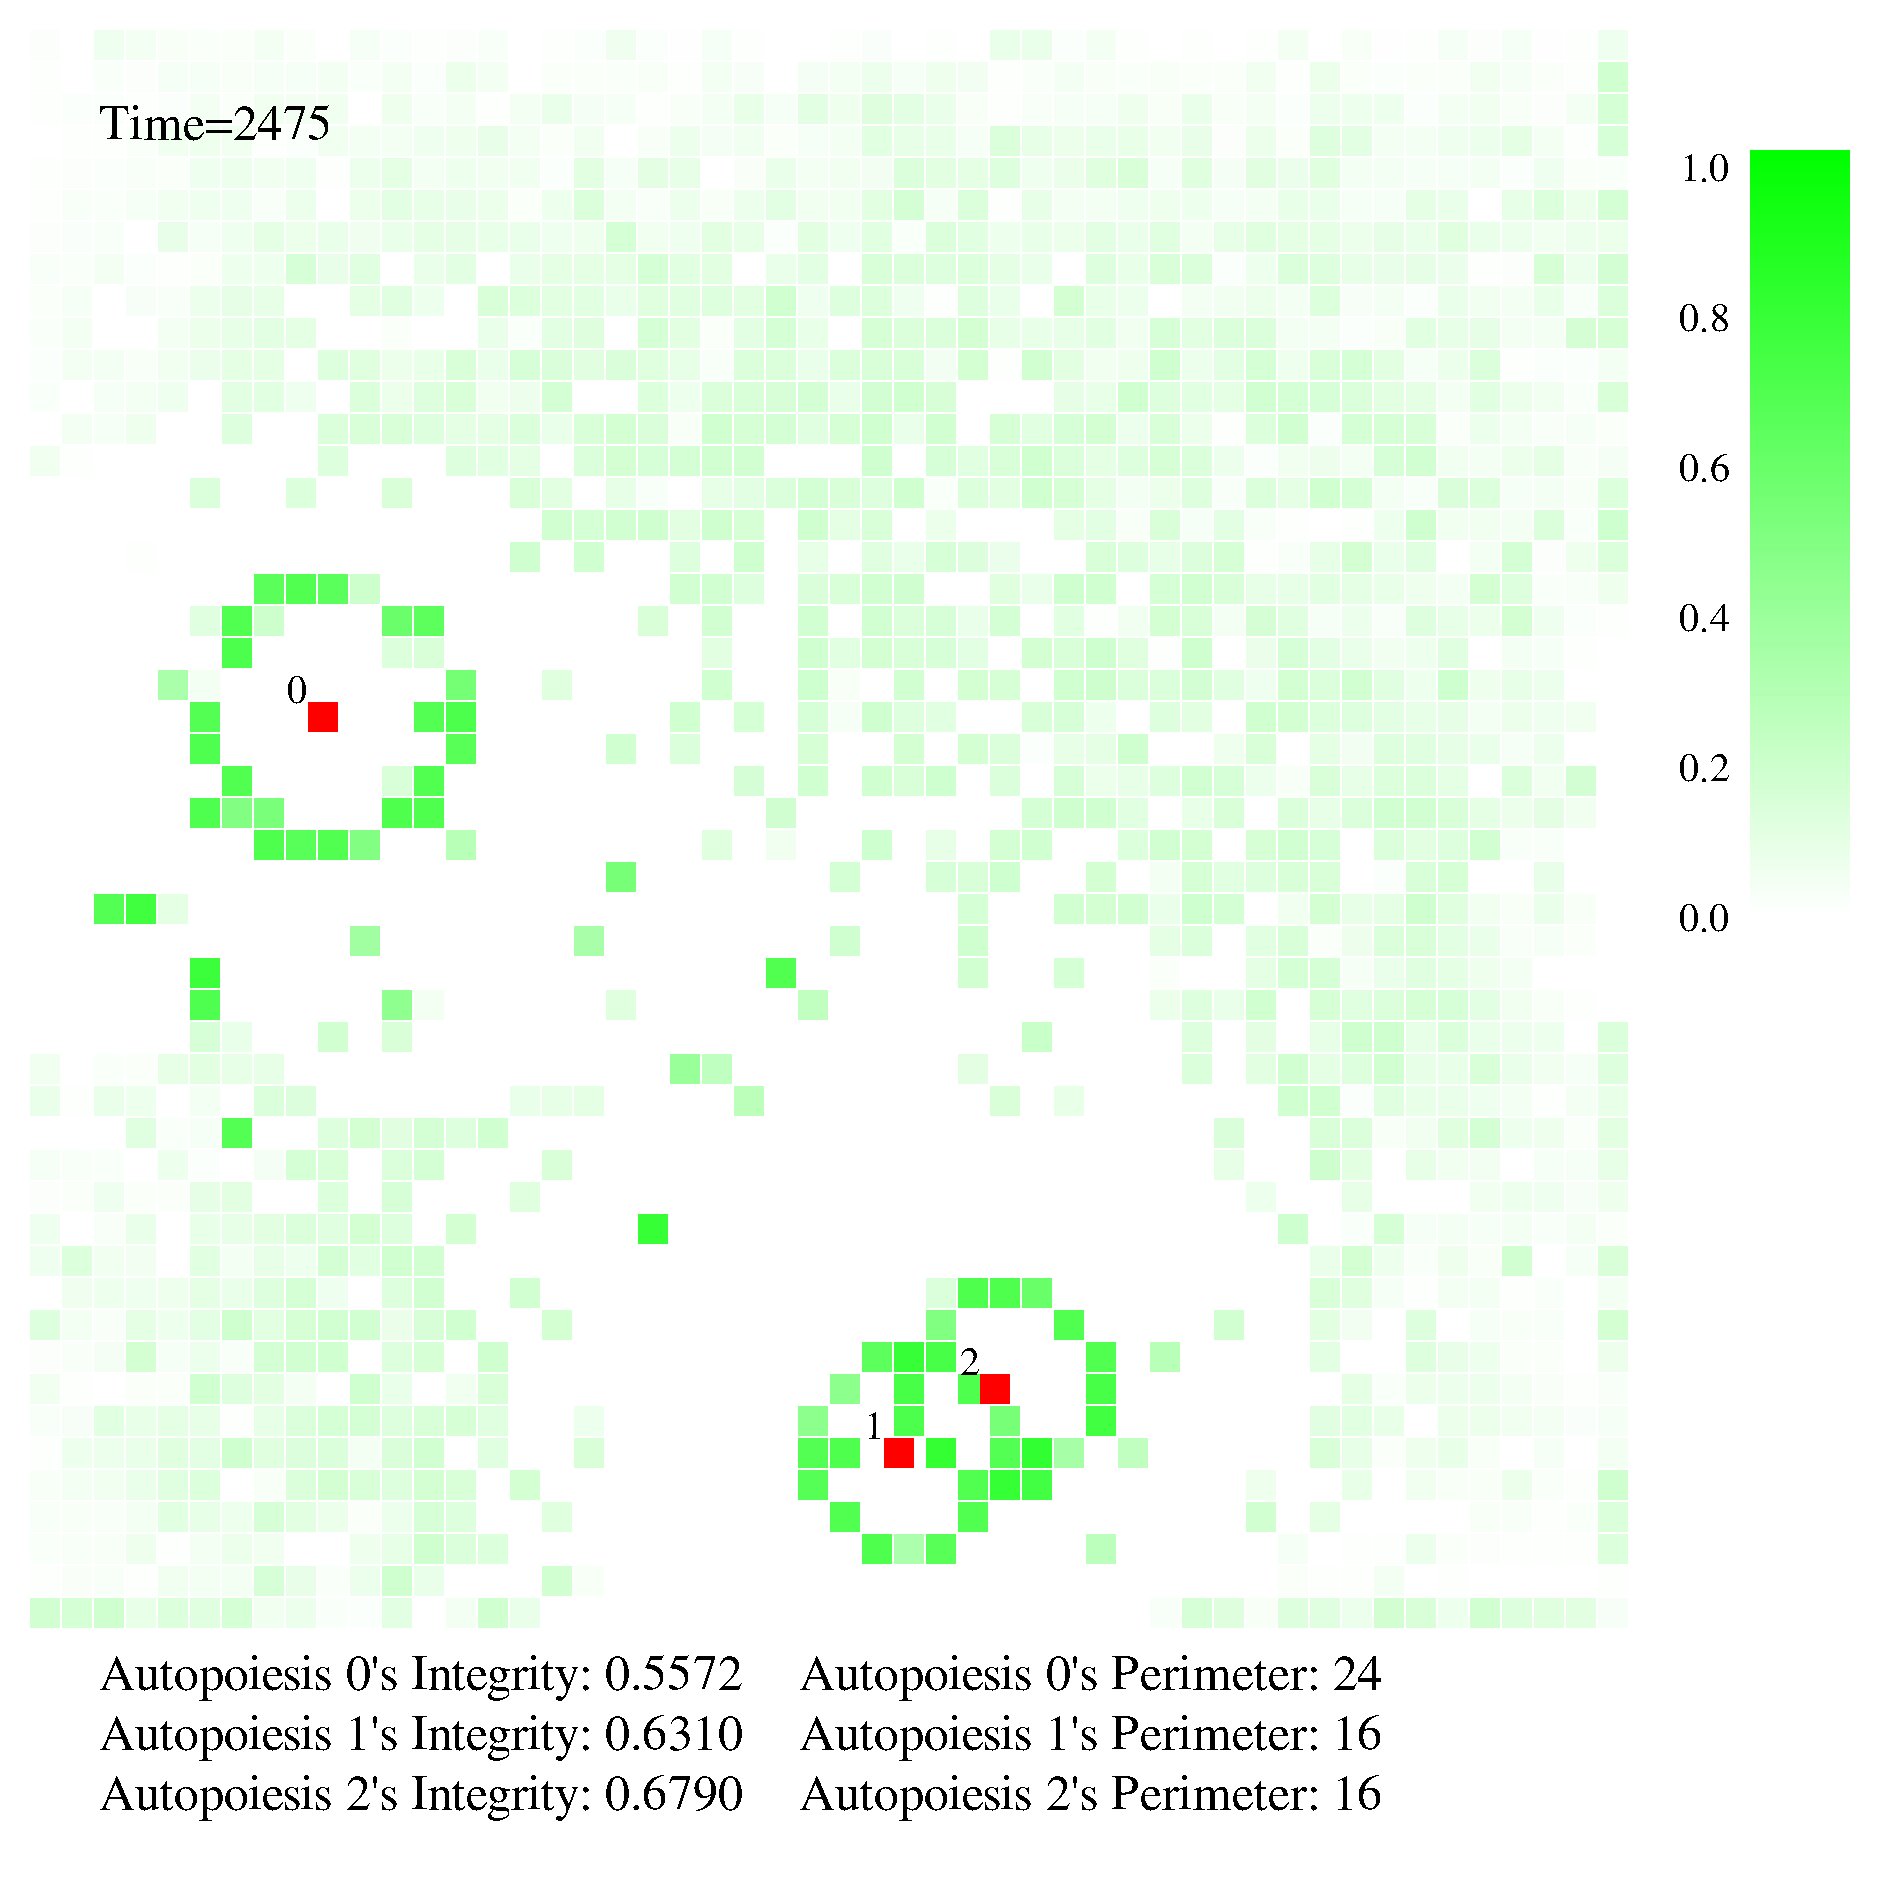 Time=2475
1.0
0.8
0.6
0.4
0.2
0.0
0
2
1
Autopoiesis 0's Integrity: 0.5572 Autopoiesis 0's Perimeter: 24
Autopoiesis 1's Integrity: 0.6310 Autopoiesis 1's Perimeter: 16
Autopoiesis 2's Integrity: 0.6790 Autopoiesis 2's Perimeter: 16